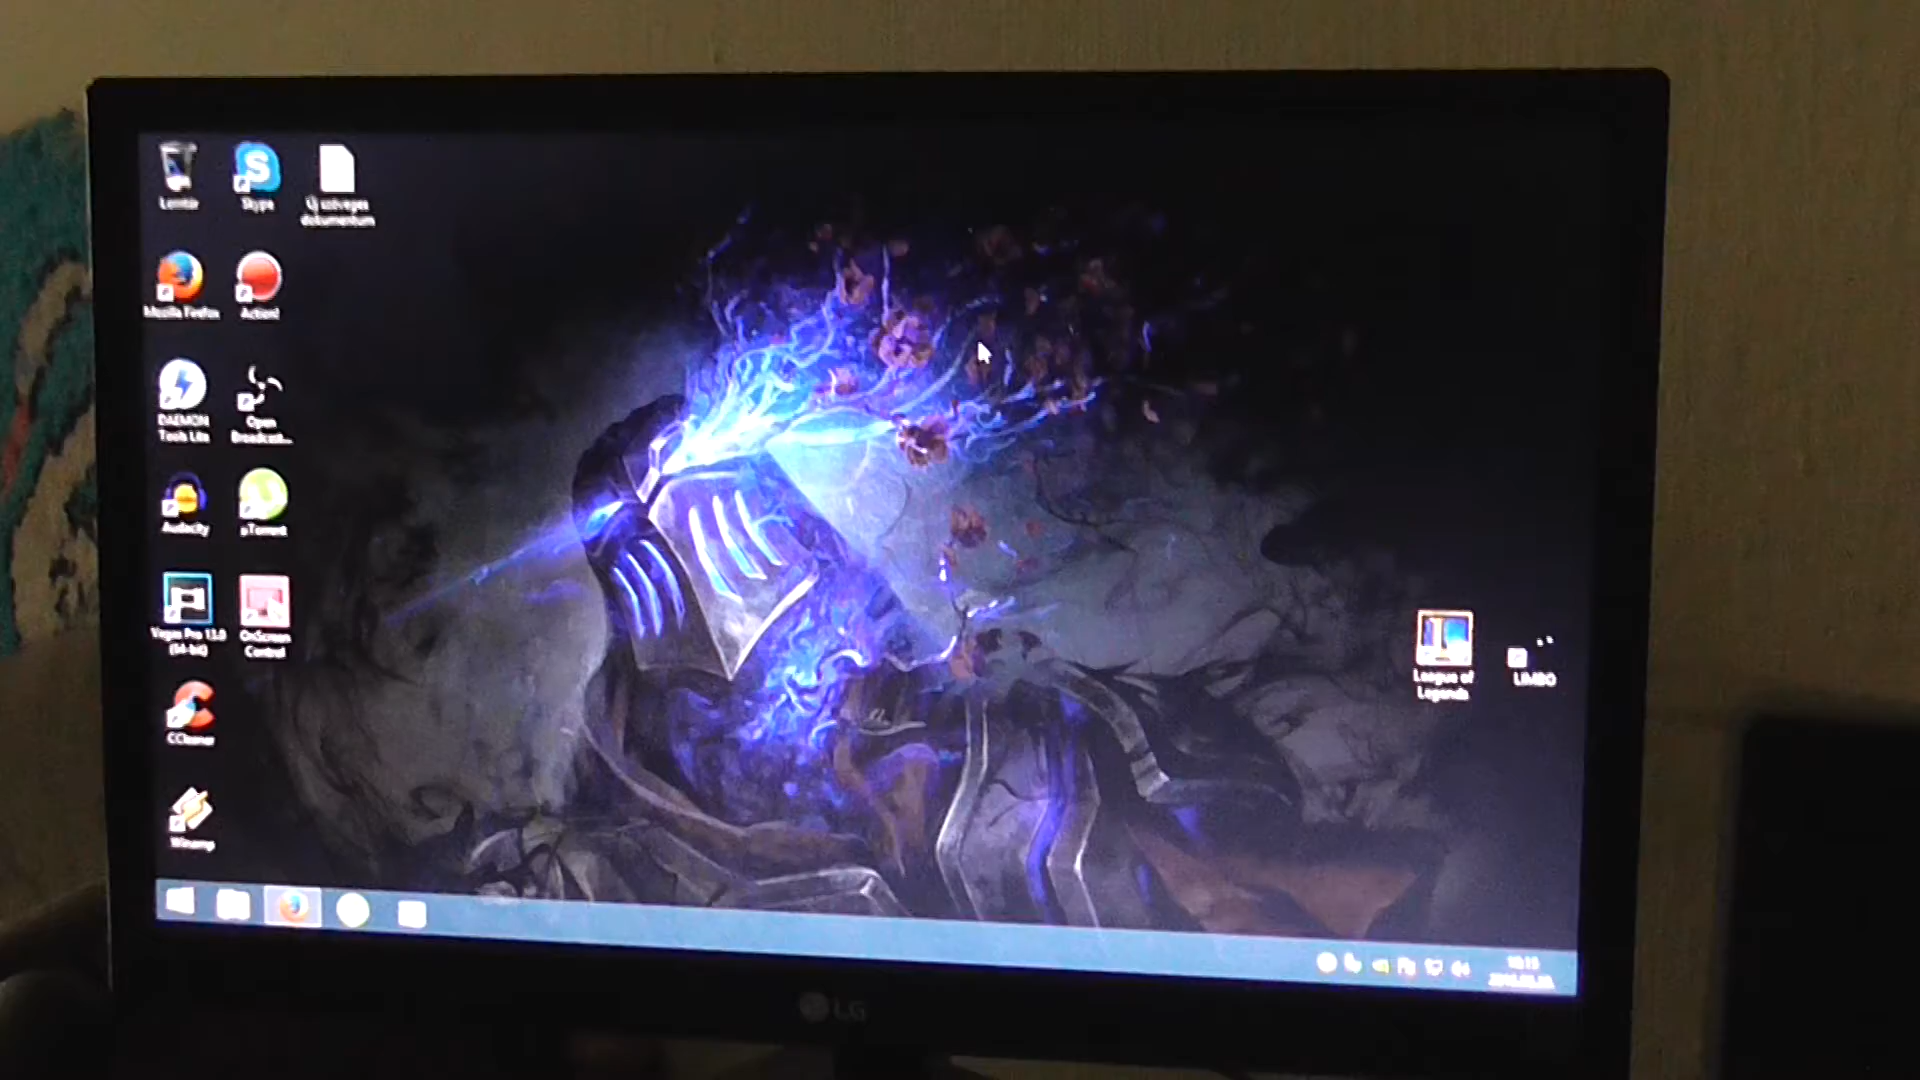 Lomtár
Skype
Új szöveges
dokumentum
Mozilla Firefox
Action!
DAEMON
Tools Lite
Open
Broadcast...
Audacity
µTorrent
Vegas Pro 13.0
(64-bit)
OnScreen
Control
League of
Legends
LIMBO
CCleaner
Winamp
LG